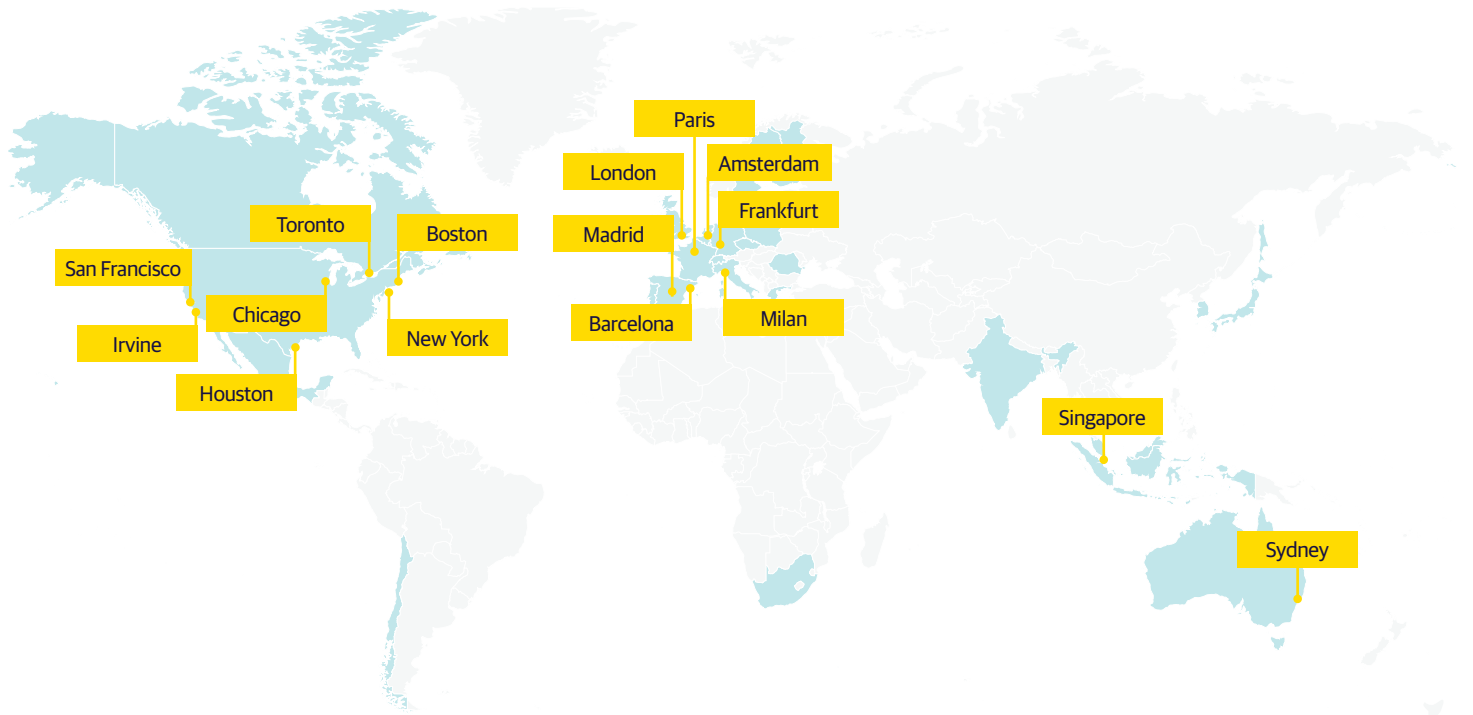 Paris
London
Amsterdam
Frankfurt
Madrid
Toronto
Boston
San Francisco
Chicago
Irvine
New York
Houston
Barcelona
Milan
Singapore
Sydney